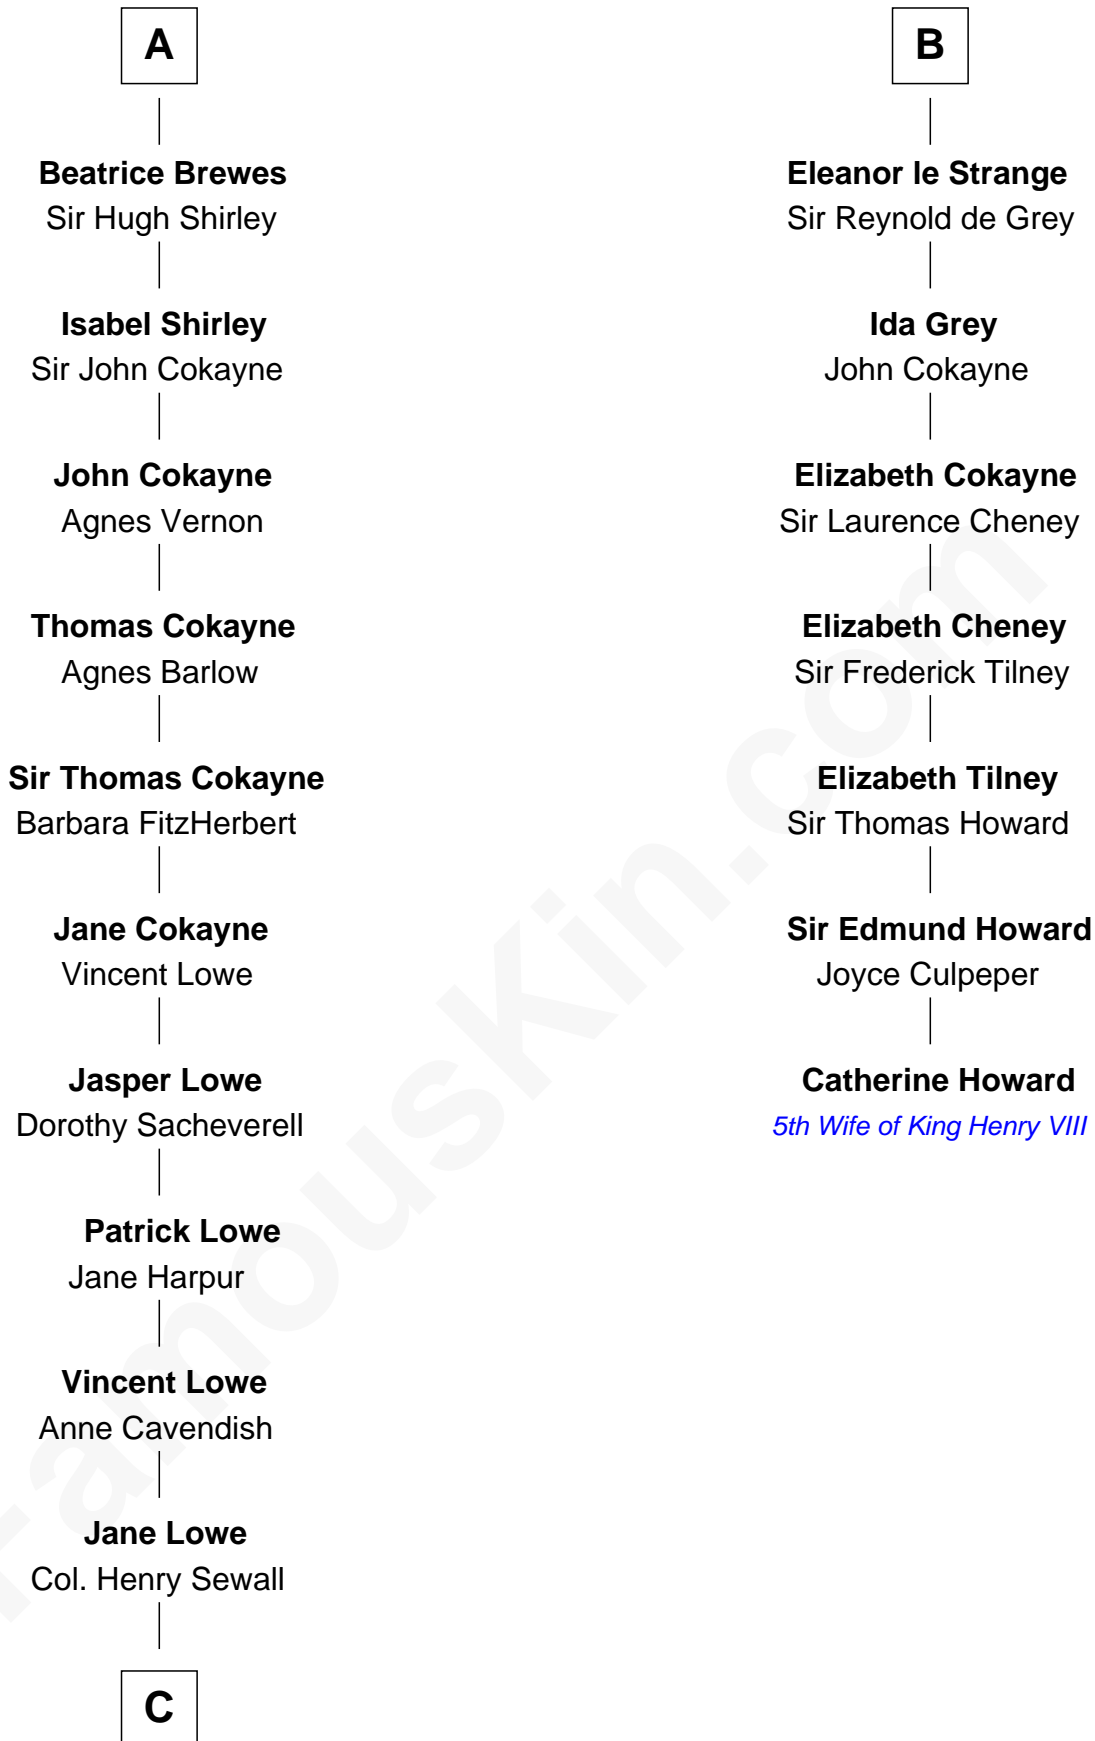 A
Beatrice Brewes
Sir Hugh Shirley
Isabel Shirley
Sir John Cokayne
John Cokayne
Agnes Vernon
Thomas Cokayne
Agnes Barlow
Sir Thomas Cokayne
Barbara FitzHerbert
Jane Cokayne
Vincent Lowe
Jasper Lowe
Dorothy Sacheverell
Patrick Lowe
Jane Harpur
Vincent Lowe
Anne Cavendish
Jane Lowe
Col. Henry Sewall
C
B
Eleanor le Strange
Sir Reynold de Grey
Ida Grey
John Cokayne
Elizabeth Cokayne
Sir Laurence Cheney
Elizabeth Cheney
Sir Frederick Tilney
Elizabeth Tilney
Sir Thomas Howard
Sir Edmund Howard
Joyce Culpeper
Catherine Howard
5th Wife of King Henry VIII
FamousKin.com